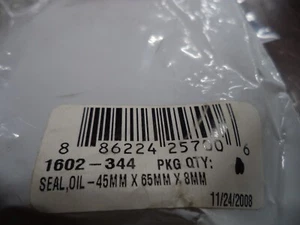 8 86224 25700 6
1602-344 PKG QTY:
SEAL,OIL-45MM X 65MM X 8MM
11/24/2008